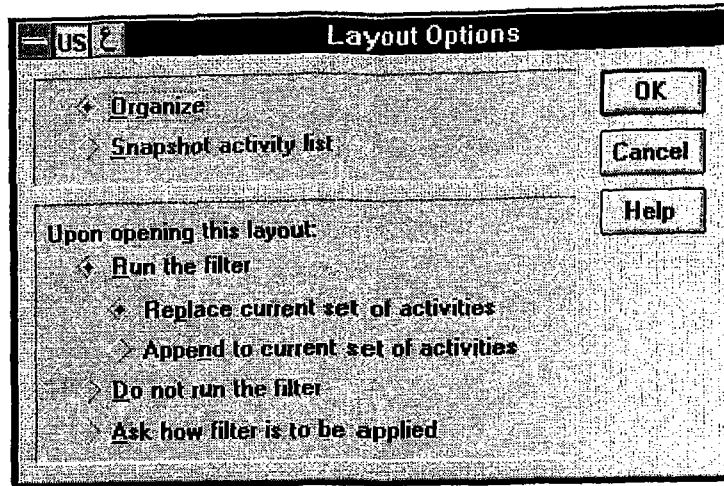 US ع Layout Options
Organize
Snapshot activity list
OK
Cancel
Help
Upon opening this layout:
Run the filter
Replace current set of activities
Append to current set of activities
Do not run the filter
Ask how filter is to be applied